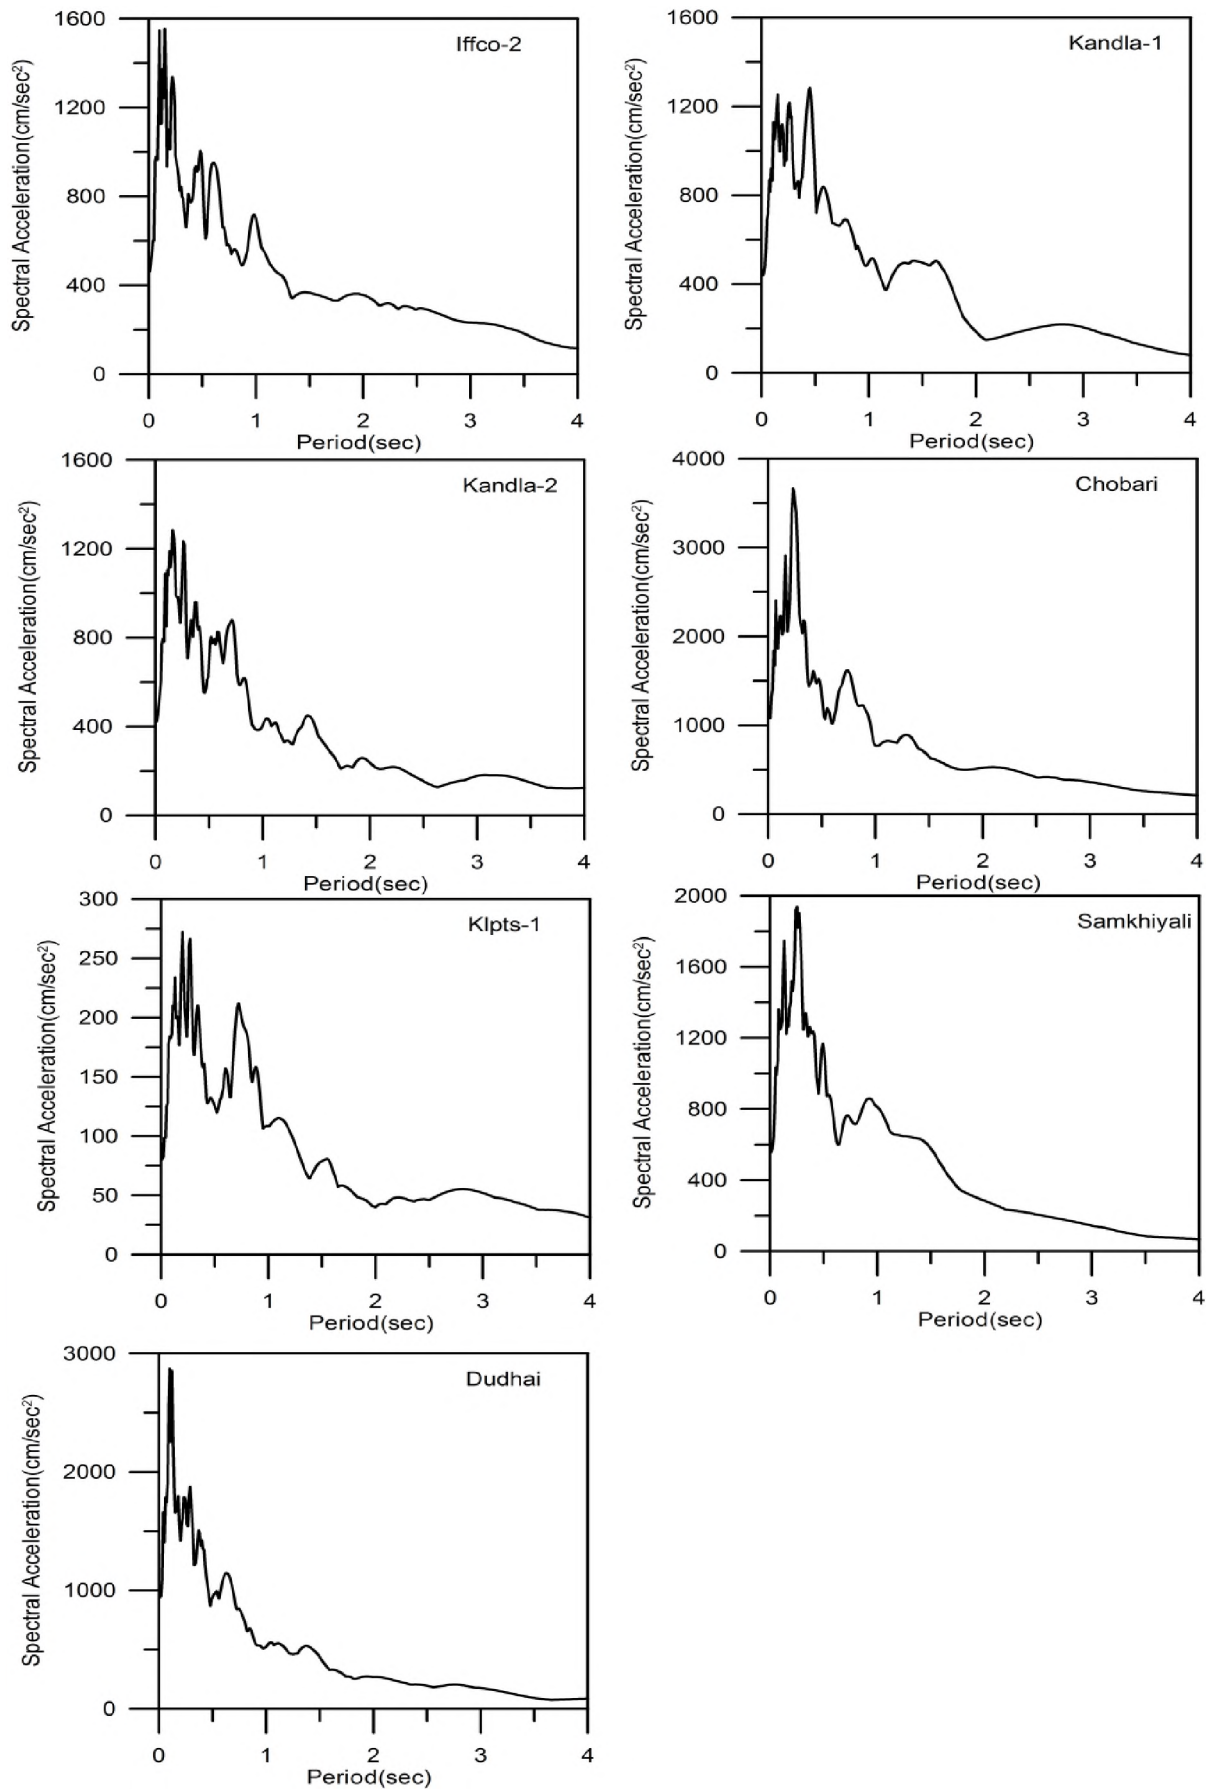 Iffco-2
Spectral Acceleration(cm/sec²)
1600
1200
800
400
0
0 1 2 3 4
Period(sec)
Kandla-1
Spectral Acceleration(cm/sec²)
1600
1200
800
400
0
0 1 2 3 4
Period(sec)
Kandla-2
Spectral Acceleration(cm/sec²)
1600
1200
800
400
0
0 1 2 3 4
Period(sec)
Chobari
Spectral Acceleration(cm/sec²)
4000
3000
2000
1000
0
0 1 2 3 4
Period(sec)
Klpts-1
Spectral Acceleration(cm/sec²)
300
250
200
150
100
50
0
0 1 2 3 4
Period(sec)
Samkhiyali
Spectral Acceleration(cm/sec²)
2000
1600
1200
800
400
0
0 1 2 3 4
Period(sec)
Dudhai
Spectral Acceleration(cm/sec²)
3000
2000
1000
0
0 1 2 3 4
Period(sec)